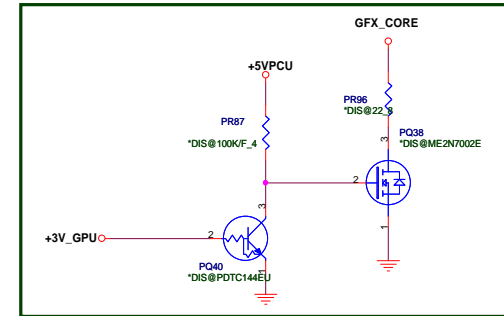 GFX_CORE
+5VPCU
PR87
*DIS@100K/F_4
PR96
*DIS@22_8
3
PQ38
*DIS@ME2N7002E
2
1
3
+3V_GPU
2
PQ40
*DIS@PDTC144EU
1